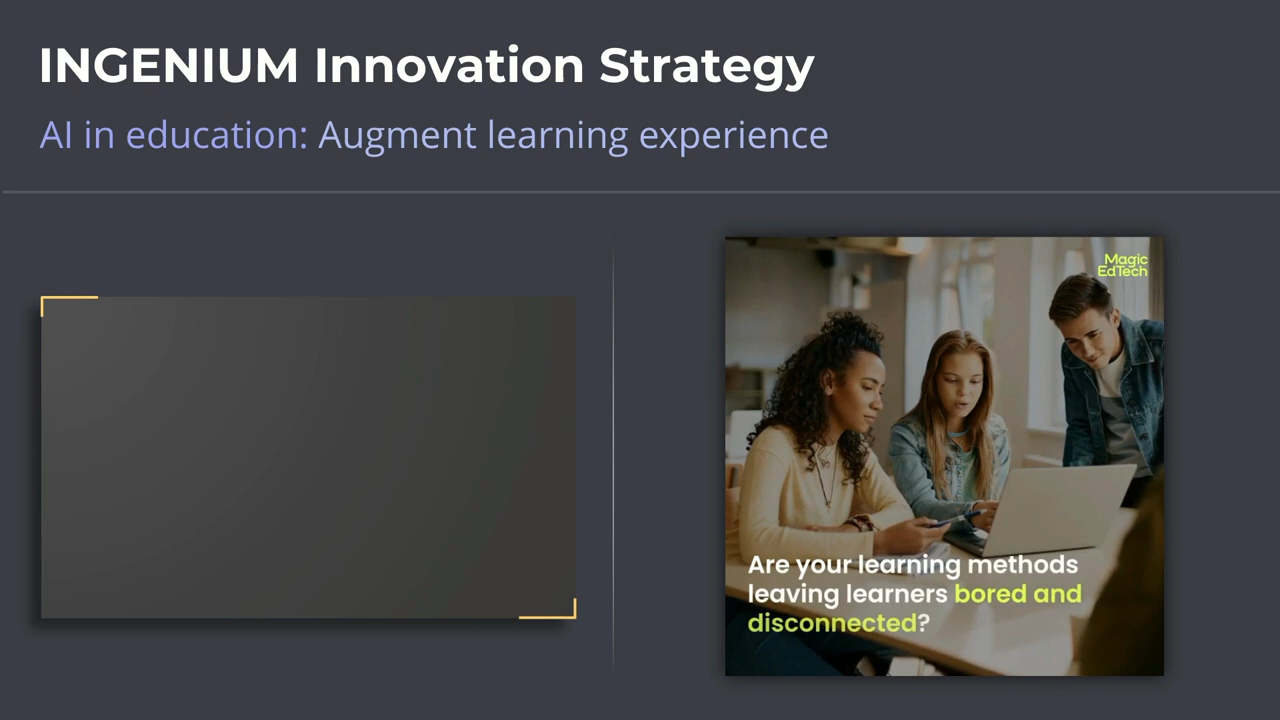 INGENIUM Innovation Strategy
AI in education: Augment learning experience
Magic
EdTech
Are your learning methods
leaving learners bored and
disconnected?